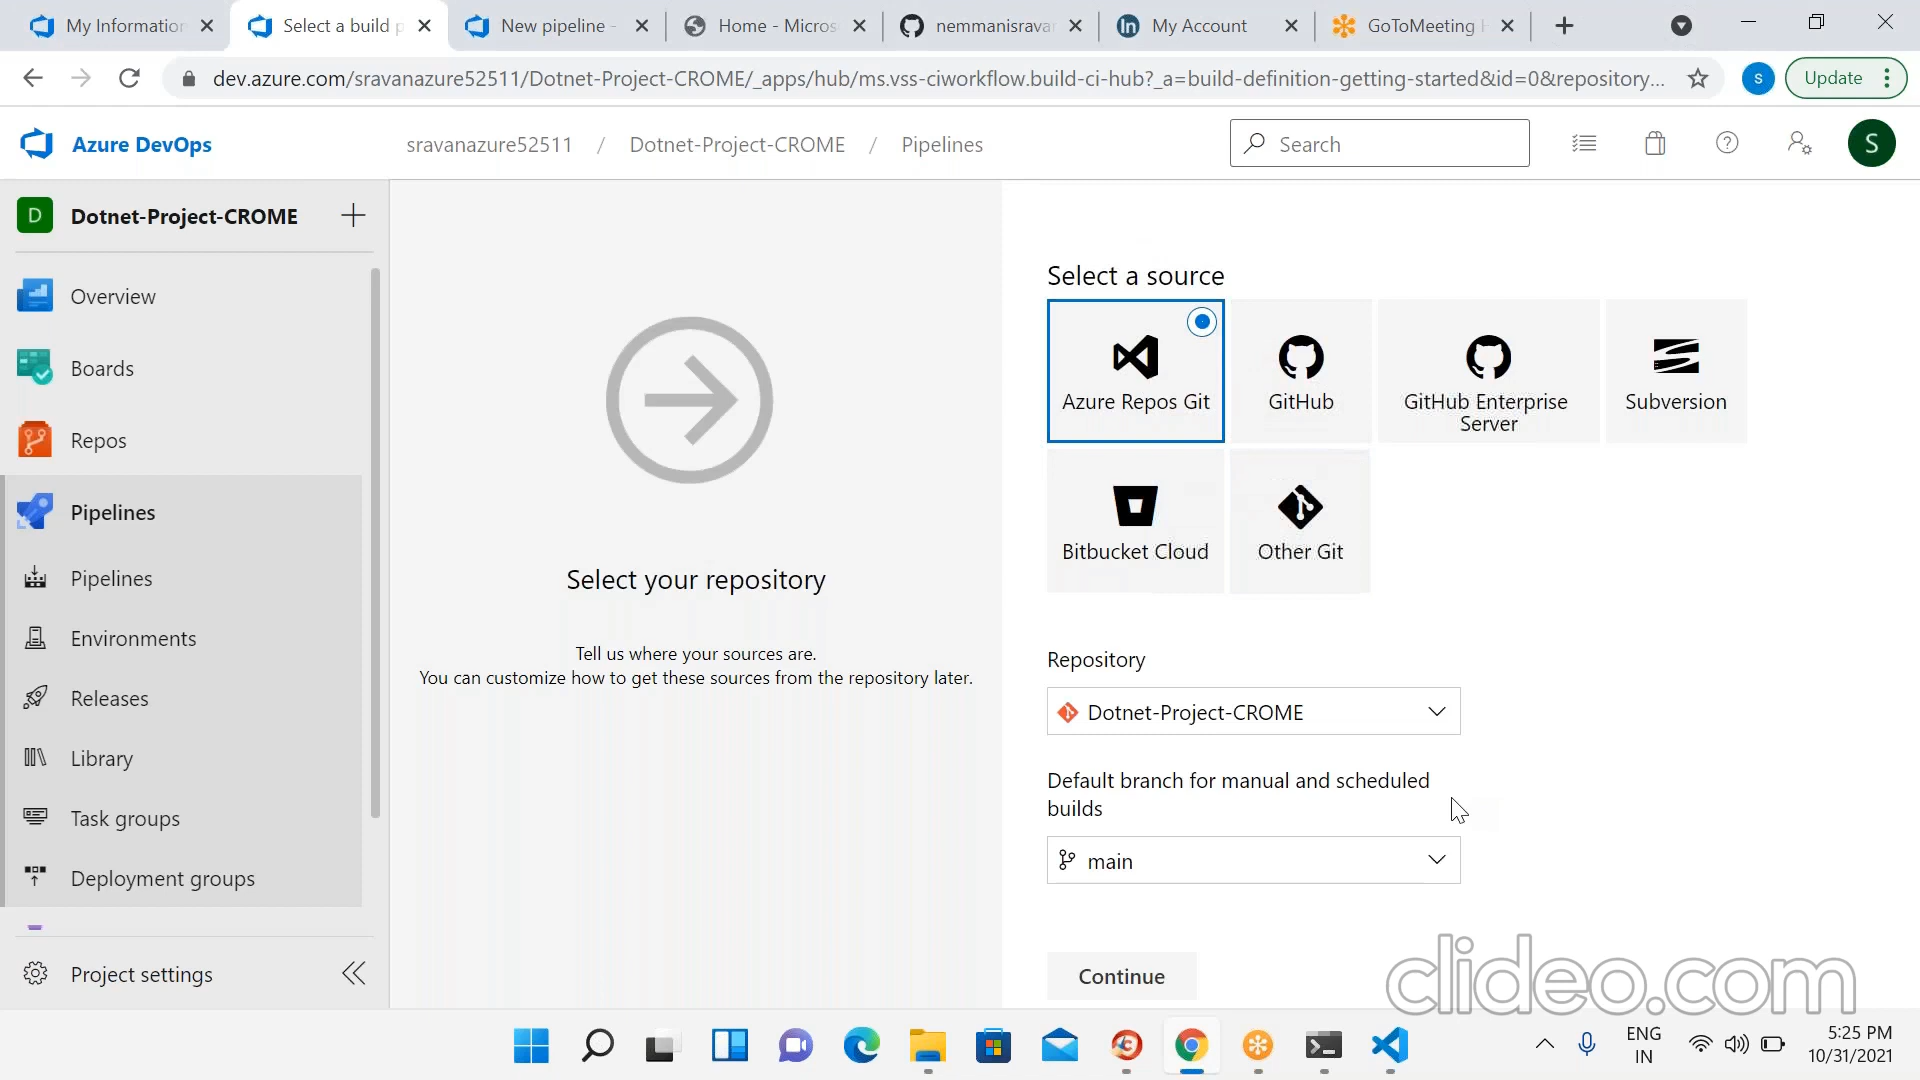 My Information
Select a build p
New pipeline -
Home - Micros
nemmanisravan
My Account
GoToMeeting H
dev.azure.com/sravanazure52511/Dotnet-Project-CROME/_apps/hub/ms.vss-ciworkflow.build-ci-hub?_a=build-definition-getting-started&id=0&repository...
S
Update
Azure DevOps
sravanazure52511 / Dotnet-Project-CROME / Pipelines
Search
S
D
Dotnet-Project-CROME
Overview
Boards
Repos
Pipelines
Pipelines
Environments
Releases
Library
Task groups
Deployment groups
Project settings
Select your repository
Tell us where your sources are.
You can customize how to get these sources from the repository later.
Select a source
Azure Repos Git
GitHub
GitHub Enterprise
Server
Subversion
Bitbucket Cloud
Other Git
Repository
Dotnet-Project-CROME
Default branch for manual and scheduled
builds
main
Continue
clideo.com
ENG
IN
5:25 PM
10/31/2021